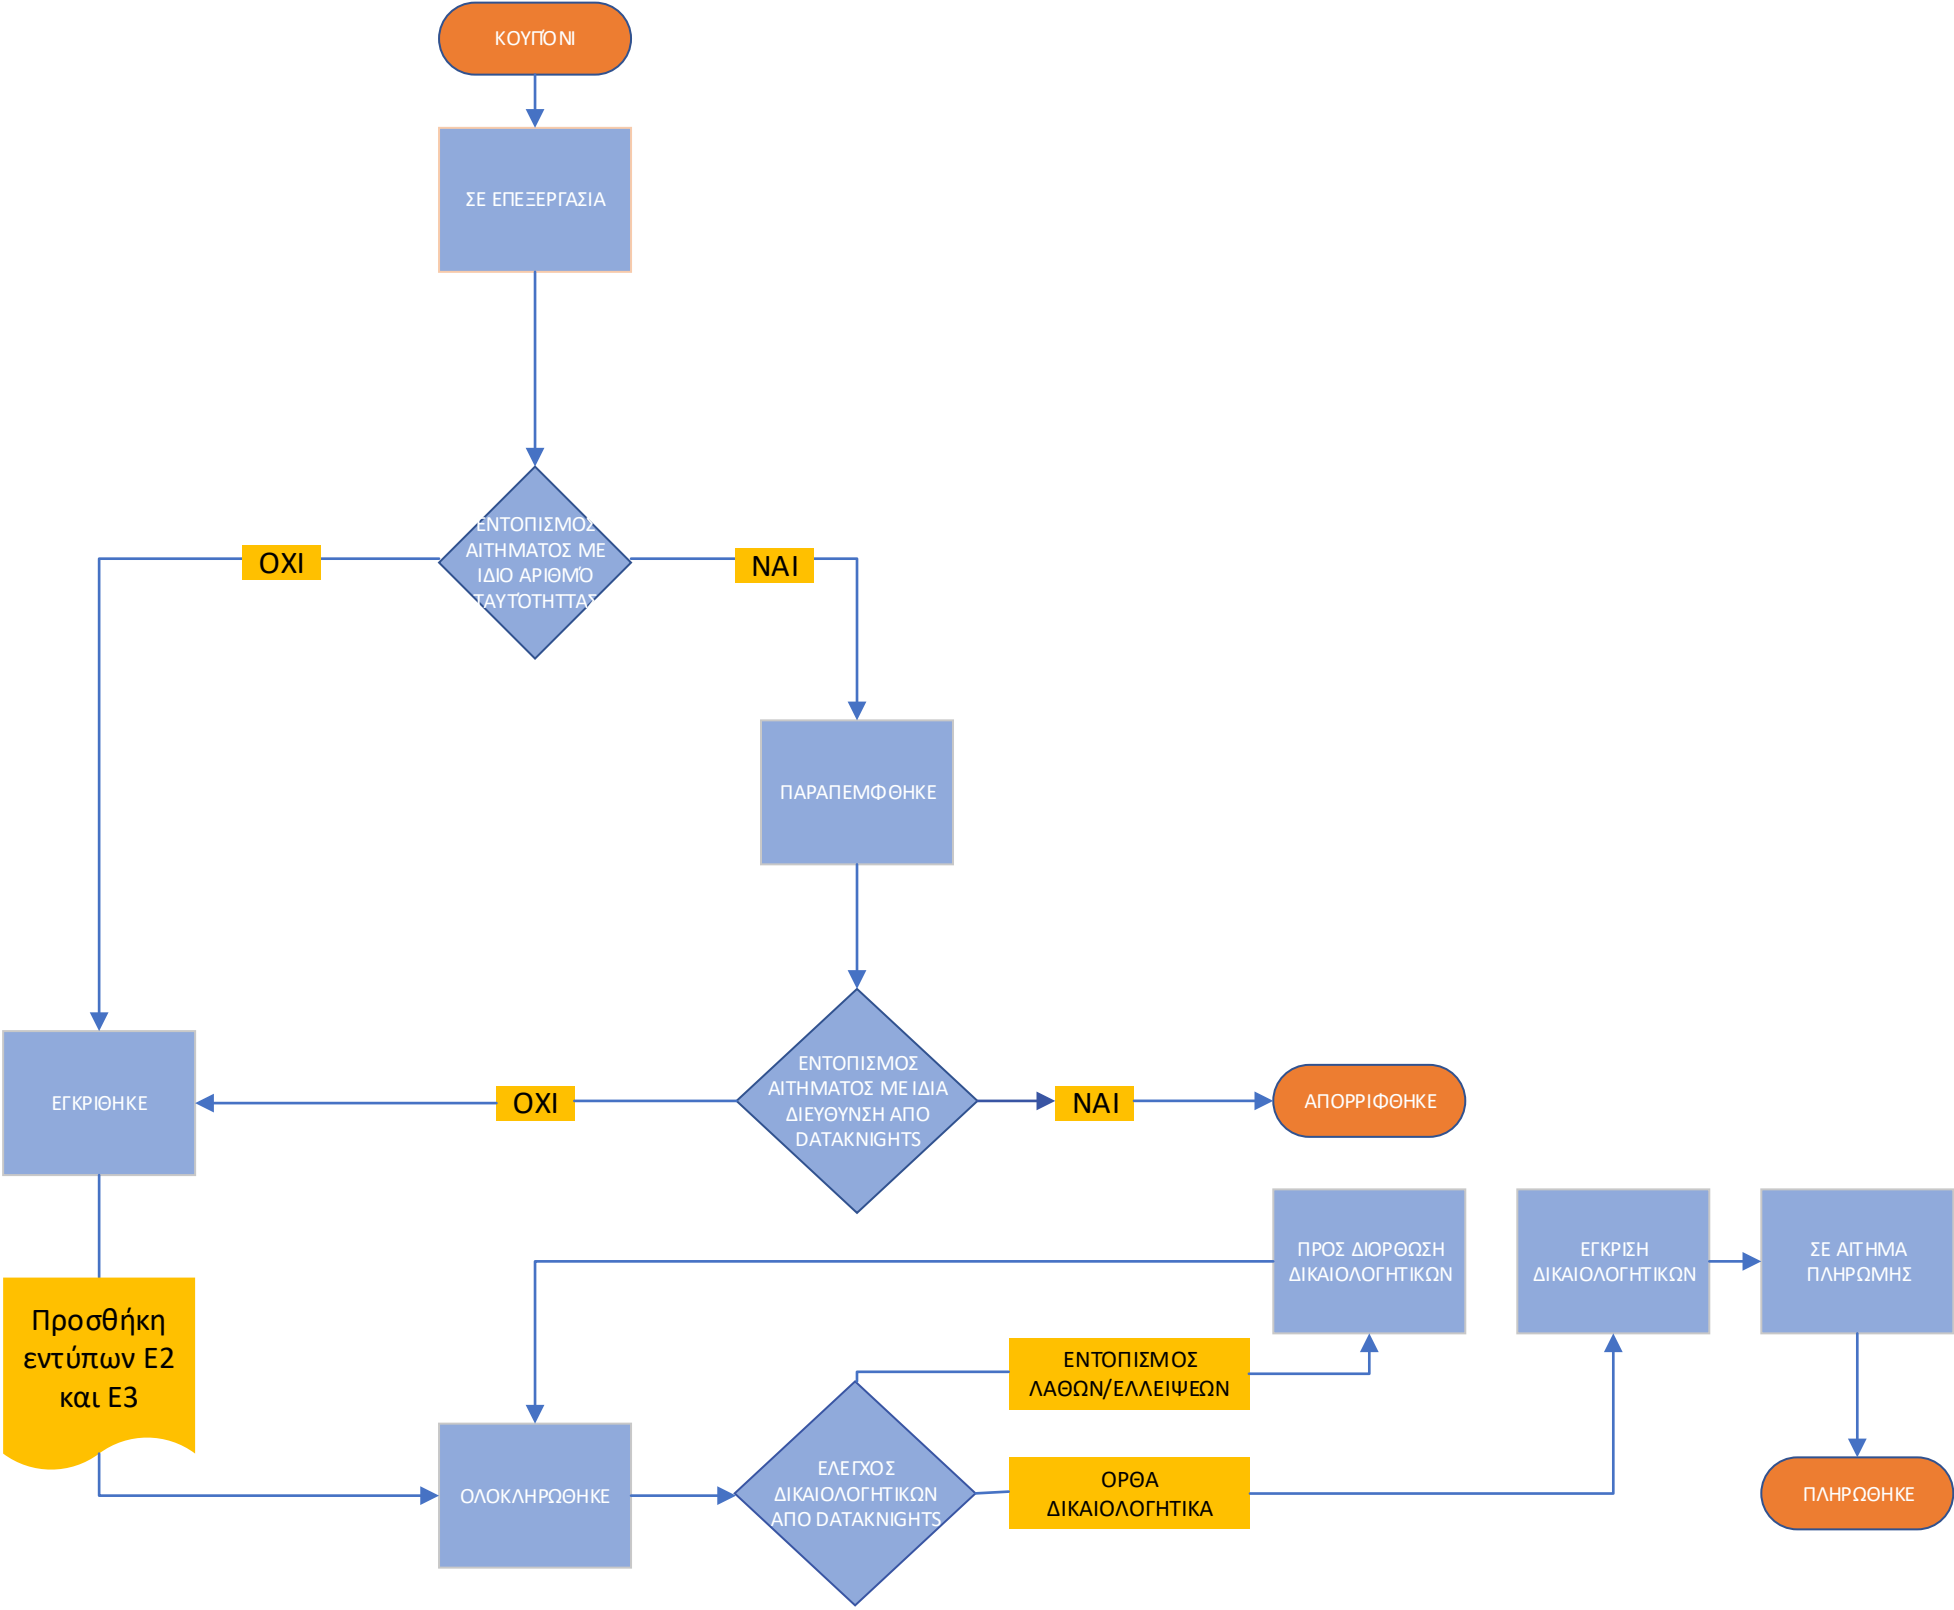 ΚΟΥΠΌΝΙ
ΣΕ ΕΠΕΞΕΡΓΑΣΙΑ
ΕΝΤΟΠΙΣΜΟΣ
ΑΙΤΗΜΑΤΟΣ ΜΕ
ΙΔΙΟ ΑΡΙΘΜΌ
ΤΑΥΤΌΤΗΤΤΑΣ
ΟΧΙ
ΝΑΙ
ΠΑΡΑΠΕΜΦΘΗΚΕ
ΕΝΤΟΠΙΣΜΟΣ
ΑΙΤΗΜΑΤΟΣ ΜΕ ΙΔΙΑ
ΔΙΕΥΘΥΝΣΗ ΑΠΟ
DATAKNIGHTS
ΕΓΚΡΙΘΗΚΕ
ΟΧΙ
ΝΑΙ
ΑΠΟΡΡΙΦΘΗΚΕ
ΠΡΟΣ ΔΙΟΡΘΩΣΗ
ΔΙΚΑΙΟΛΟΓΗΤΙΚΩΝ
ΕΓΚΡΙΣΗ
ΔΙΚΑΙΟΛΟΓΗΤΙΚΩΝ
ΣΕ ΑΙΤΗΜΑ
ΠΛΗΡΩΜΗΣ
Προσθήκη
εντύπων Ε2
και Ε3
ΕΝΤΟΠΙΣΜΟΣ
ΛΑΘΩΝ/ΕΛΛΕΙΨΕΩΝ
ΟΛΟΚΛΗΡΩΘΗΚΕ
ΕΛΕΓΧΟΣ
ΔΙΚΑΙΟΛΟΓΗΤΙΚΩΝ
ΑΠΟ DATAKNIGHTS
ΟΡΘΑ
ΔΙΚΑΙΟΛΟΓΗΤΙΚΑ
ΠΛΗΡΩΘΗΚΕ